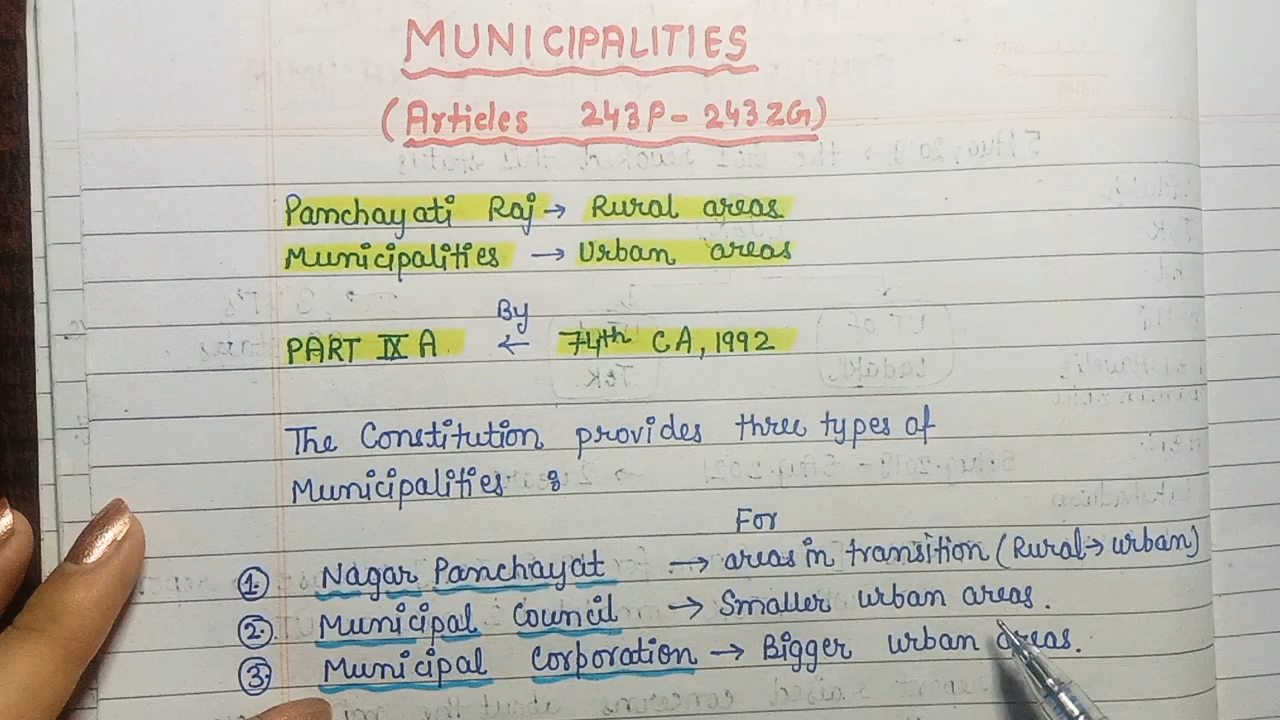 MUNICIPALITIES
(Articles 243P - 243ZG)
Panchayati Raj → Rural areas
Municipalities → Urban areas
By
PART IX A ← 74th CA, 1992
The Constitution provides three types of
Municipalities :
For
① Nagar Panchayat → areas in transition (Rural → urban)
② Municipal Council → Smaller urban areas.
③ Municipal Corporation → Bigger urban areas.